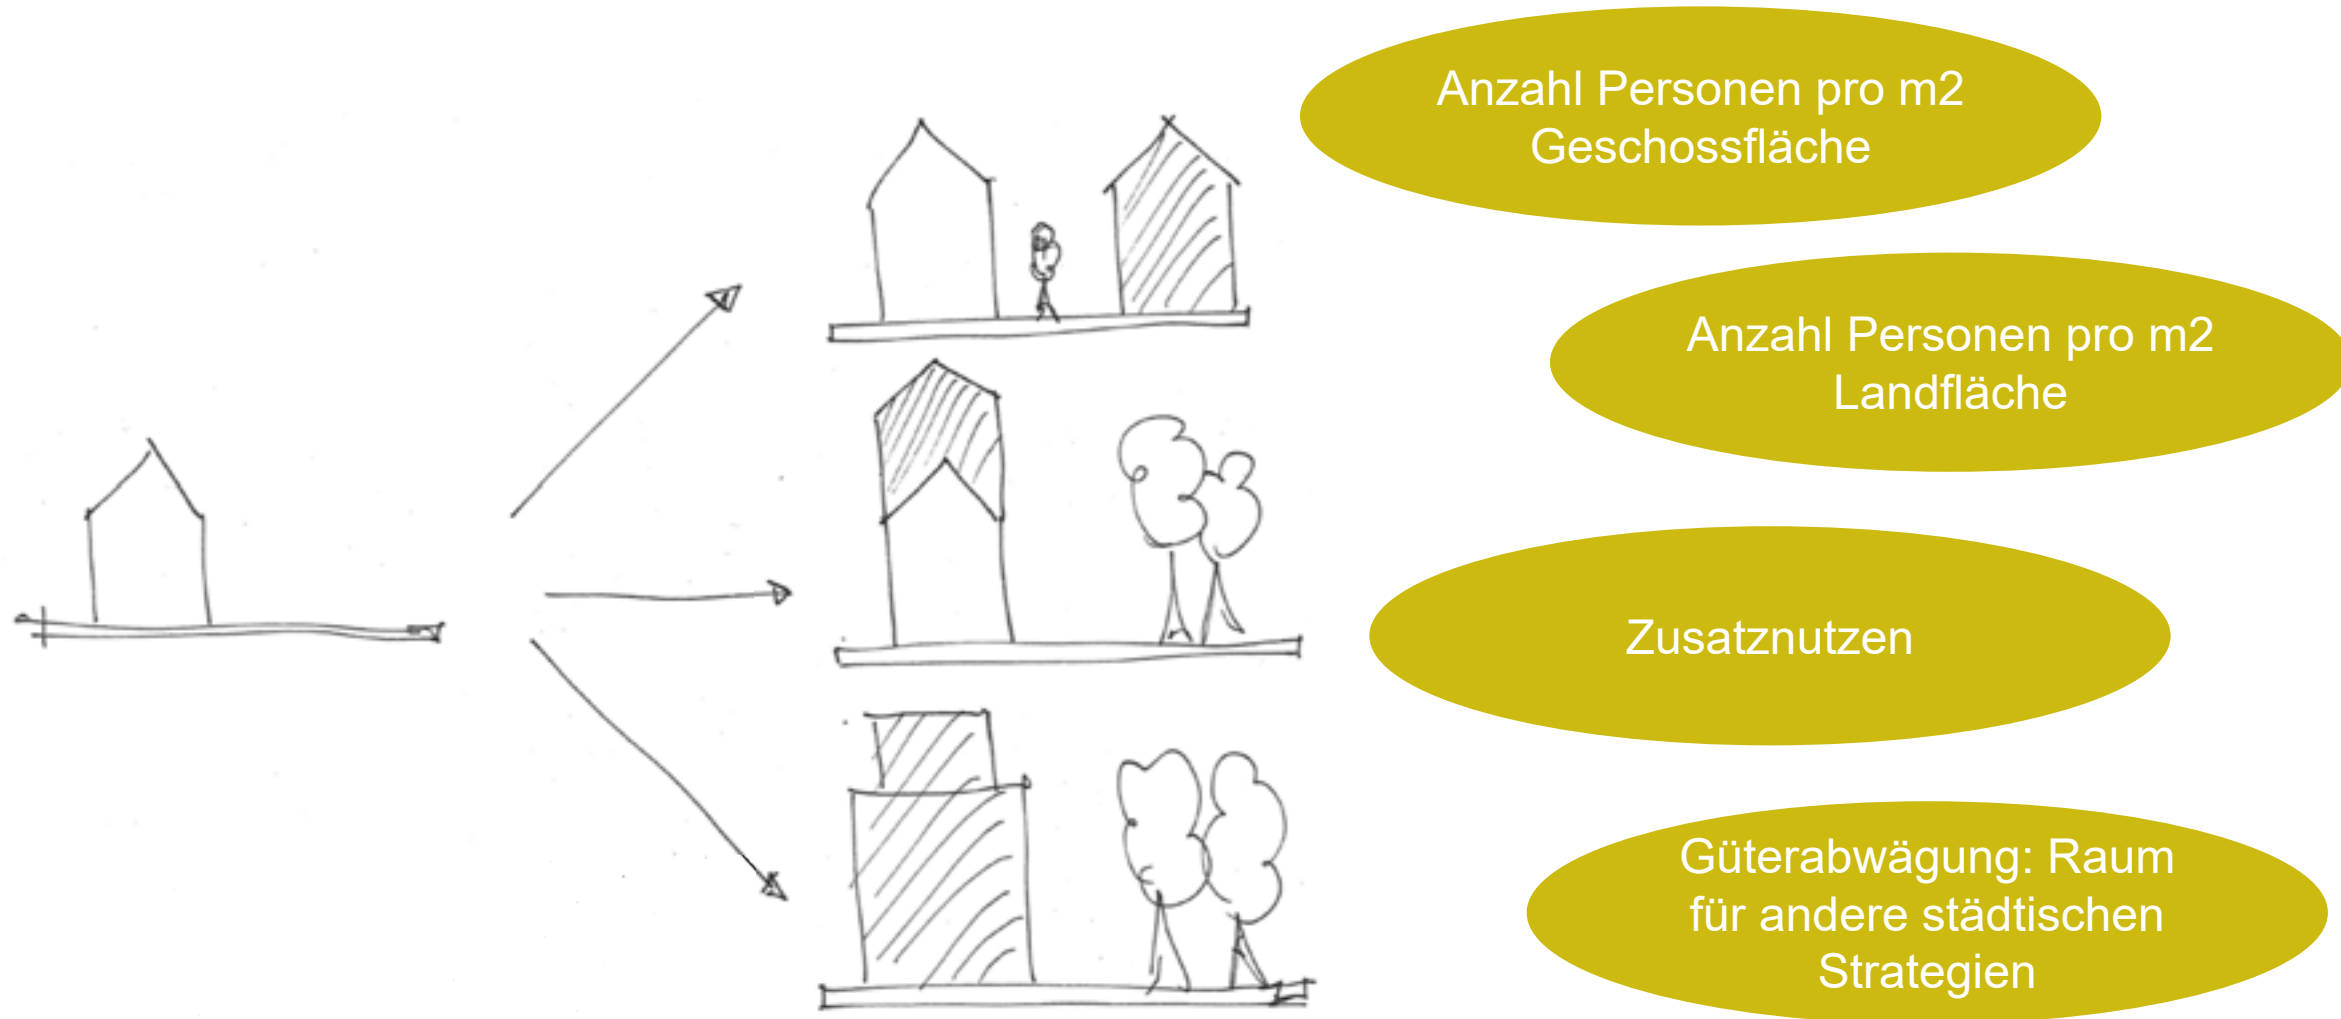 Anzahl Personen pro m2
Geschossfläche
Anzahl Personen pro m2
Landfläche
Zusatznutzen
Güterabwägung: Raum
für andere städtischen
Strategien